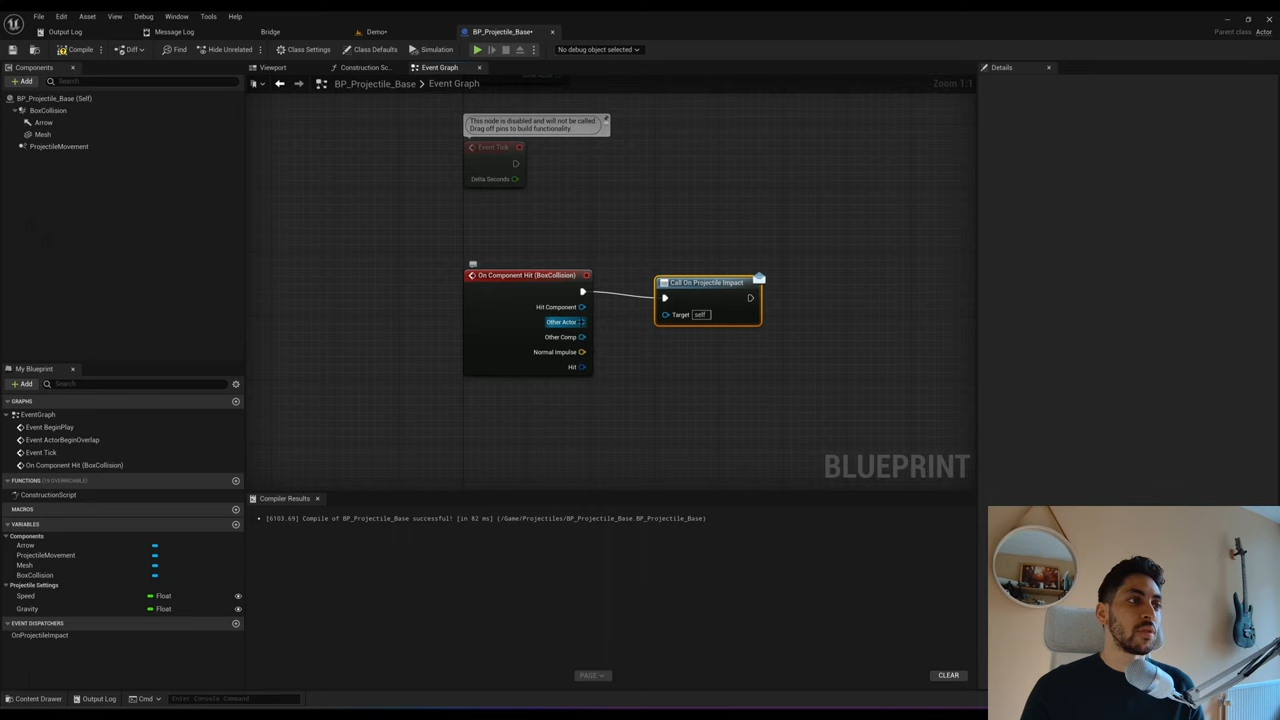 File Edit Asset View Debug Window Tools Help
Output Log Message Log Bridge Demo• BP_Projectile_Base•
Parent class: Actor
Compile Diff Find Hide Unrelated Class Settings Class Defaults Simulation No debug object selected
Components
Add Search
BP_Projectile_Base (Self)
BoxCollision
Arrow
Mesh
ProjectileMovement
Viewport Construction Sc... Event Graph
BP_Projectile_Base > Event Graph Zoom 1:1
This node is disabled and will not be called.
Drag off pins to build functionality.
Event Tick
Delta Seconds
On Component Hit (BoxCollision)
Hit Component
Other Actor
Other Comp
Normal Impulse
Hit
Call On Projectile Impact
Target self
BLUEPRINT
Details
My Blueprint
Add Search
GRAPHS
EventGraph
Event BeginPlay
Event ActorBeginOverlap
Event Tick
On Component Hit (BoxCollision)
FUNCTIONS (19 OVERRIDABLE)
ConstructionScript
MACROS
VARIABLES
Components
Arrow
ProjectileMovement
Mesh
BoxCollision
Projectile Settings
Speed Float
Gravity Float
EVENT DISPATCHERS
OnProjectileImpact
Compiler Results
[6103.69] Compile of BP_Projectile_Base successful! [in 82 ms] (/Game/Projectiles/BP_Projectile_Base.BP_Projectile_Base)
PAGE CLEAR
Content Drawer Output Log Cmd Enter Console Command